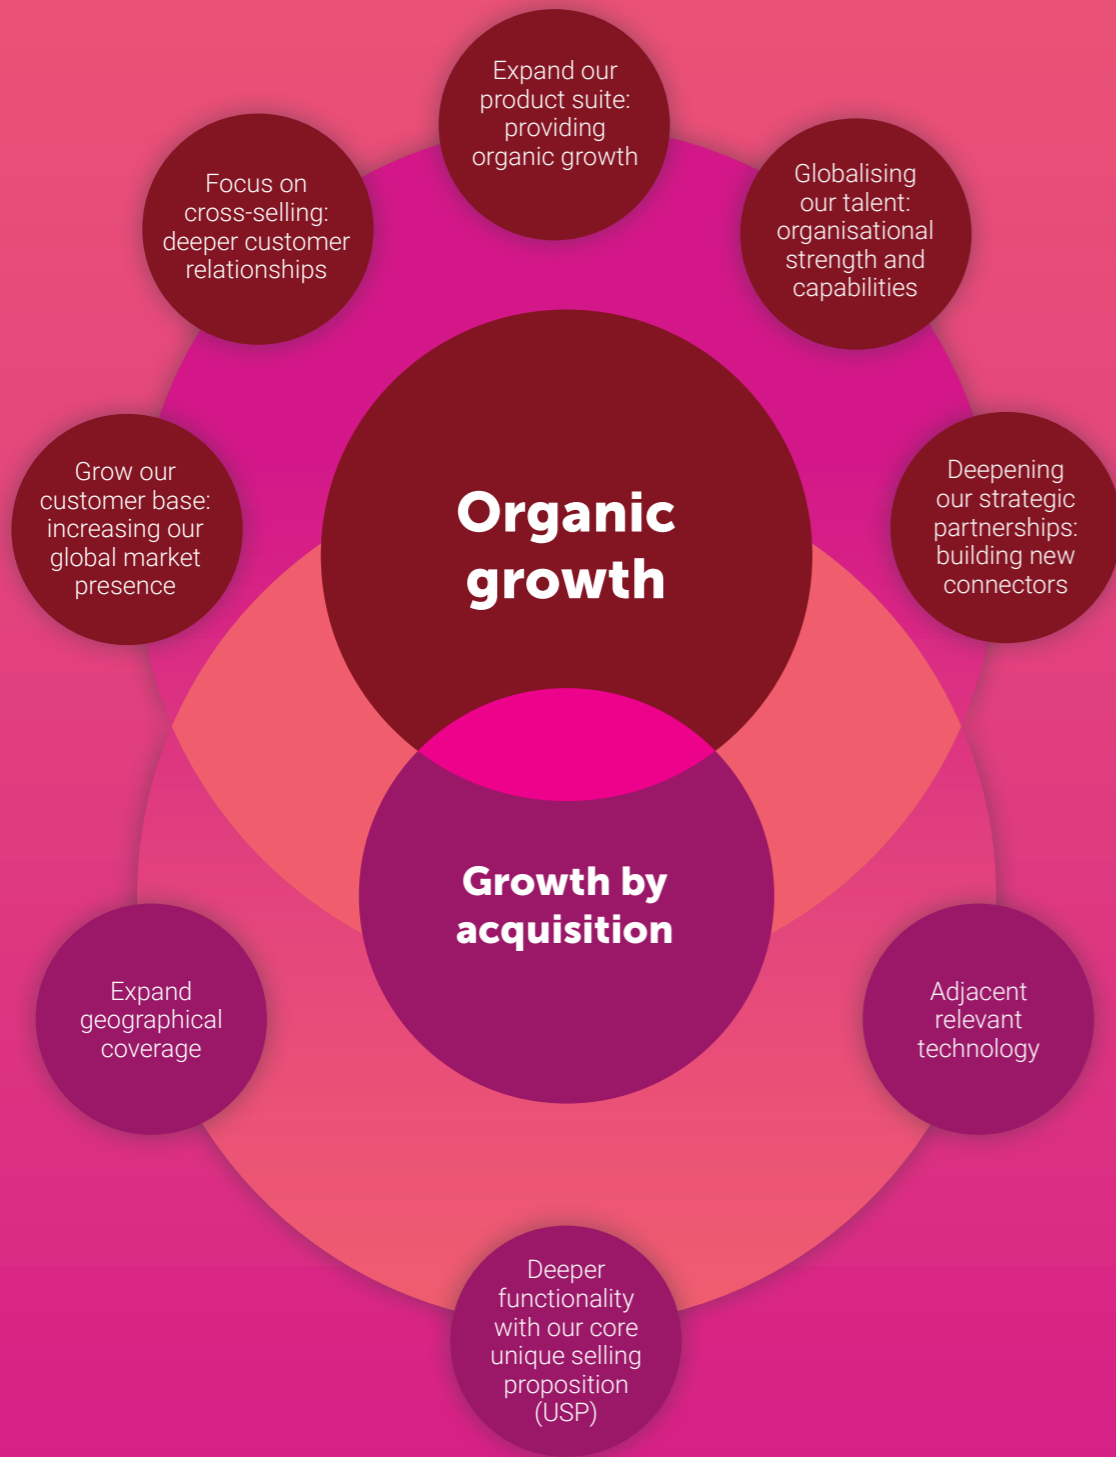 Expand our
product suite:
providing
organic growth
Focus on
cross-selling:
deeper customer
relationships
Globalising
our talent:
organisational
strength and
capabilities
Grow our
customer base:
increasing our
global market
presence
Organic
growth
Deepening
our strategic
partnerships:
building new
connectors
Growth by
acquisition
Expand
geographical
coverage
Adjacent
relevant
technology
Deeper
functionality
with our core
unique selling
proposition
(USP)